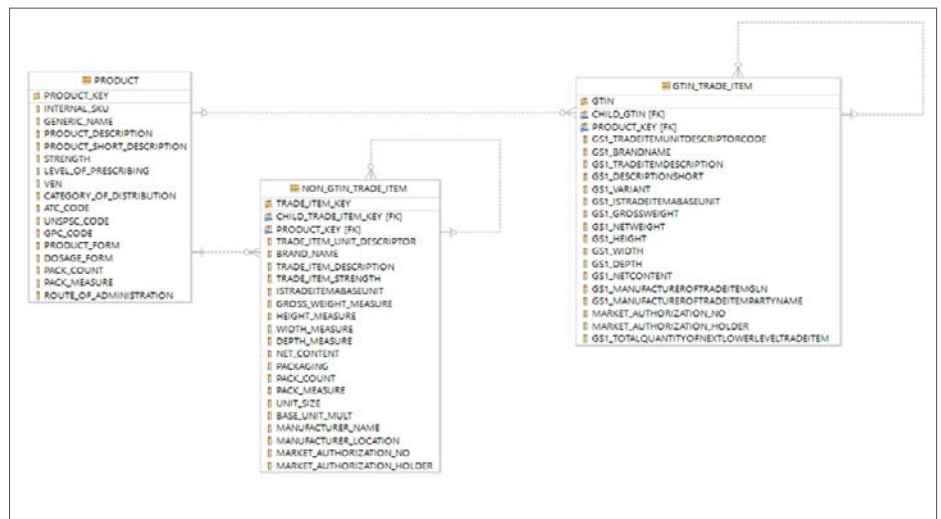 PRODUCT
PRODUCT_KEY
INTERNAL_SKU
GENERIC_NAME
PRODUCT_DESCRIPTION
PRODUCT_SHORT_DESCRIPTION
STRENGTH
LEVEL_OF_PRESCRIBING
VEN
CATEGORY_OF_DISTRIBUTION
ATC_CODE
UNSPSC_CODE
GPC_CODE
PRODUCT_FORM
DOSAGE_FORM
PACK_COUNT
PACK_MEASURE
ROUTE_OF_ADMINISTRATION
NON_GTIN_TRADE_ITEM
TRADE_ITEM_KEY
CHILD_TRADE_ITEM_KEY [FK]
PRODUCT_KEY [FK]
TRADE_ITEM_UNIT_DESCRIPTOR
BRAND_NAME
TRADE_ITEM_DESCRIPTION
TRADE_ITEM_STRENGTH
ISTRADEITEMABASEUNIT
GROSS_WEIGHT_MEASURE
HEIGHT_MEASURE
WIDTH_MEASURE
DEPTH_MEASURE
NET_CONTENT
PACKAGING
PACK_COUNT
PACK_MEASURE
UNIT_SIZE
BASE_UNIT_MULT
MANUFACTURER_NAME
MANUFACTURER_LOCATION
MARKET_AUTHORIZATION_NO
MARKET_AUTHORIZATION_HOLDER
GTIN_TRADE_ITEM
GTIN
CHILD_GTIN [FK]
PRODUCT_KEY [FK]
GS1_TRADEITEMUNITDESCRIPTORCODE
GS1_BRANDNAME
GS1_TRADEITEMDESCRIPTION
GS1_DESCRIPTIONSHORT
GS1_VARIANT
GS1_ISTRADEITEMABASEUNIT
GS1_GROSSWEIGHT
GS1_NETWEIGHT
GS1_HEIGHT
GS1_WIDTH
GS1_DEPTH
GS1_NETCONTENT
GS1_MANUFACTUREROFTRADEITEMGLN
GS1_MANUFACTUREROFTRADEITEMPARTYNAME
MARKET_AUTHORIZATION_NO
MARKET_AUTHORIZATION_HOLDER
GS1_TOTALQUANTITYOFNEXTLOWERLEVELTRADEITEM